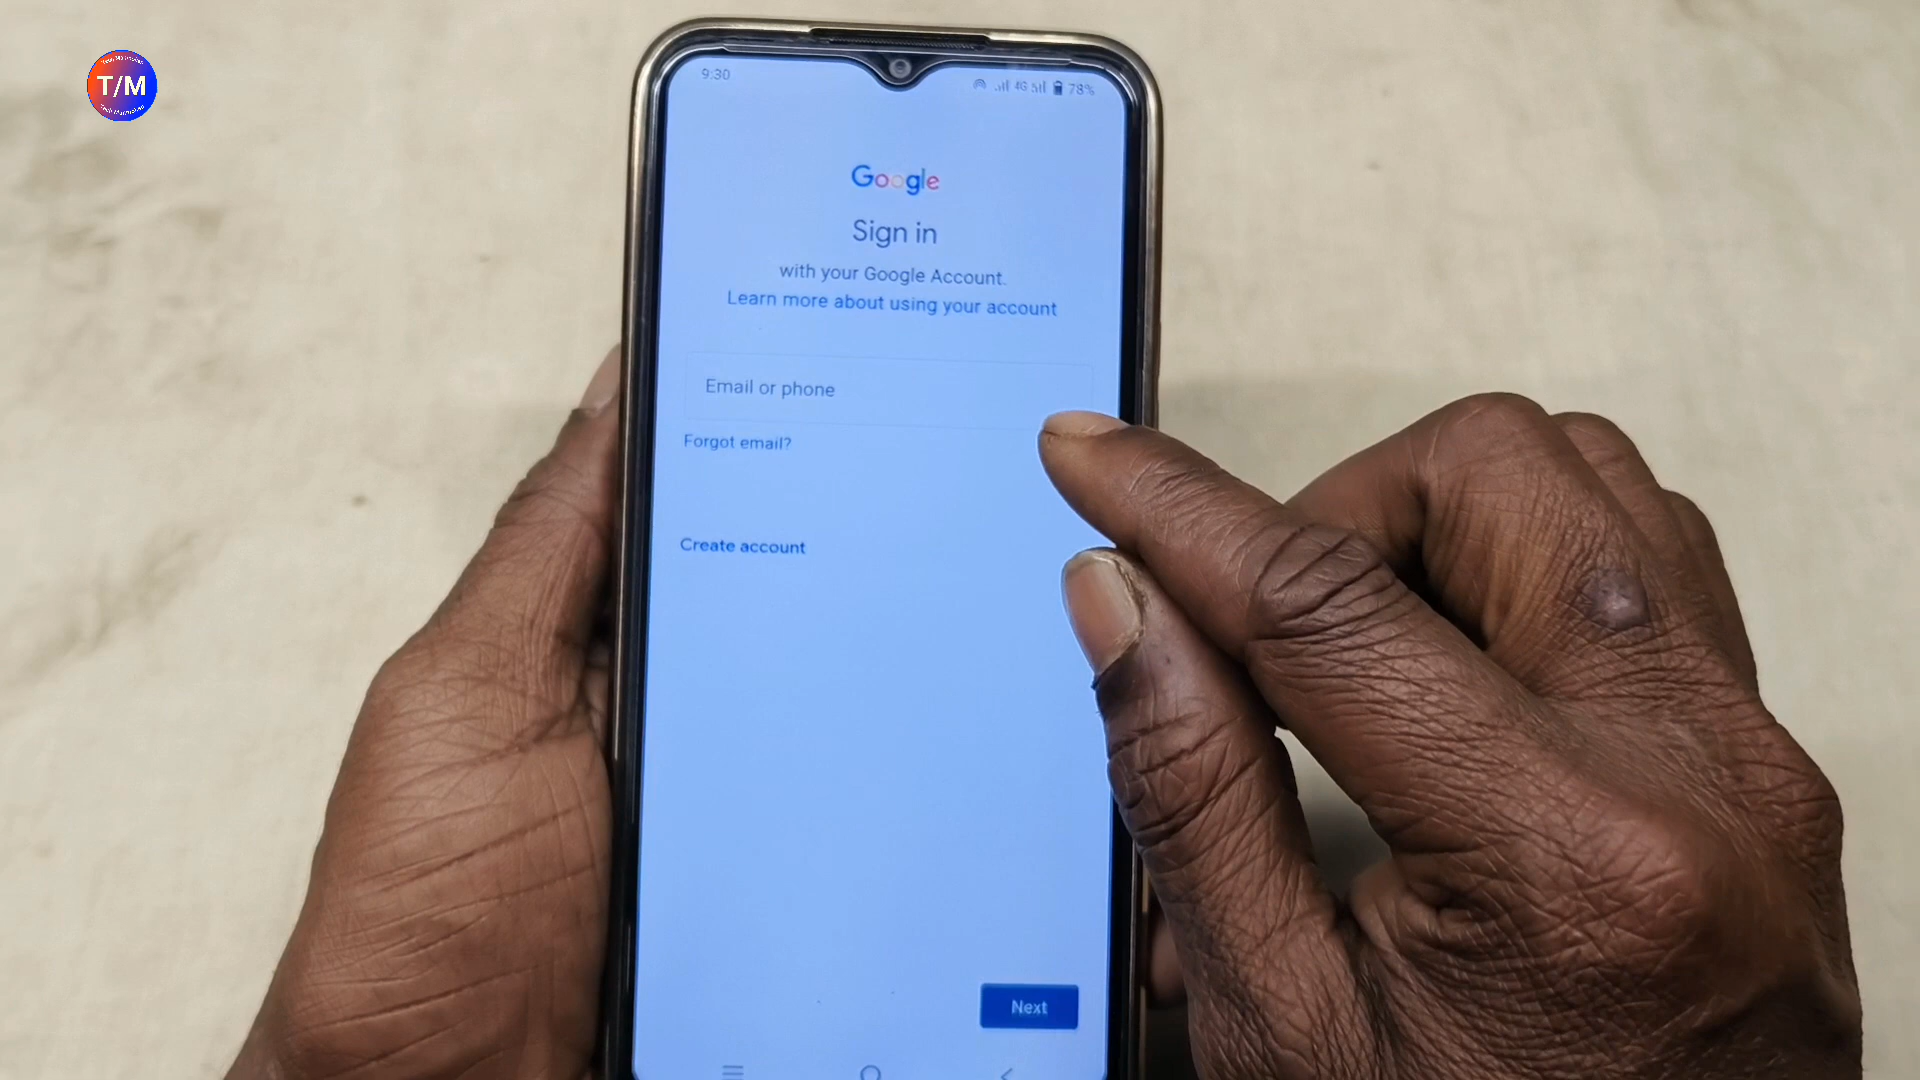 T/M
9:30
4G 78%
Google
Sign in
with your Google Account.
Learn more about using your account
Email or phone
Forgot email?
Create account
Next